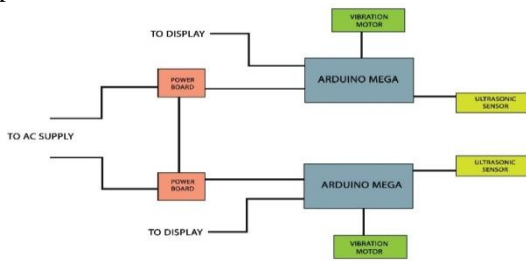 VIBRATION
MOTOR
TO DISPLAY
POWER
BOARD
ARDUINO MEGA
ULTRASONIC
SENSOR
TO AC SUPPLY
ULTRASONIC
SENSOR
POWER
BOARD
ARDUINO MEGA
TO DISPLAY
VIBRATION
MOTOR